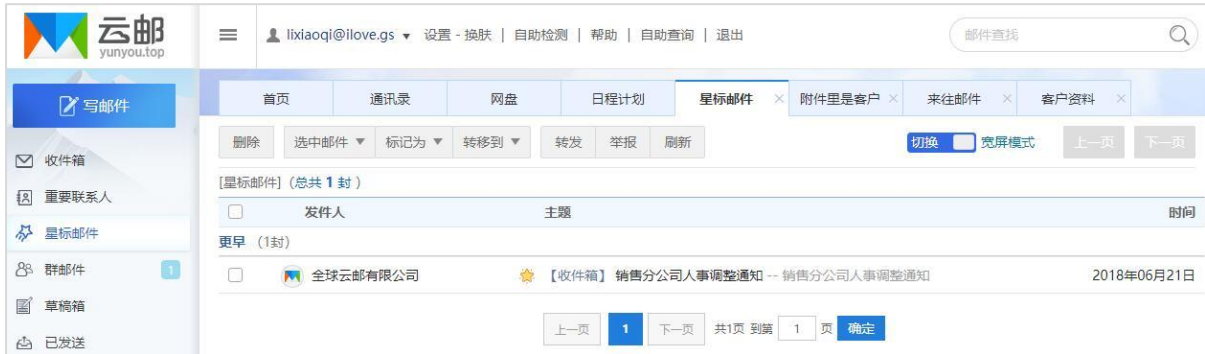 云邮
yunyou.top
lixiaoqi@ilove.gs ▼ 设置 - 换肤 | 自助检测 | 帮助 | 自助查询 | 退出
邮件查找
写邮件
首页 通讯录 网盘 日程计划 星标邮件 × 附件里是客户 × 来往邮件 × 客户资料 ×
删除 选中邮件 ▼ 标记为 ▼ 转移到 ▼ 转发 举报 刷新 切换 宽屏模式 上一页 下一页
收件箱
重要联系人
星标邮件
群邮件 1
草稿箱
已发送
[星标邮件] (总共 1 封 )
发件人 主题 时间
更早 (1封)
全球云邮有限公司 【收件箱】 销售分公司人事调整通知 -- 销售分公司人事调整通知 2018年06月21日
上一页 1 下一页 共1页 到第 1 页 确定